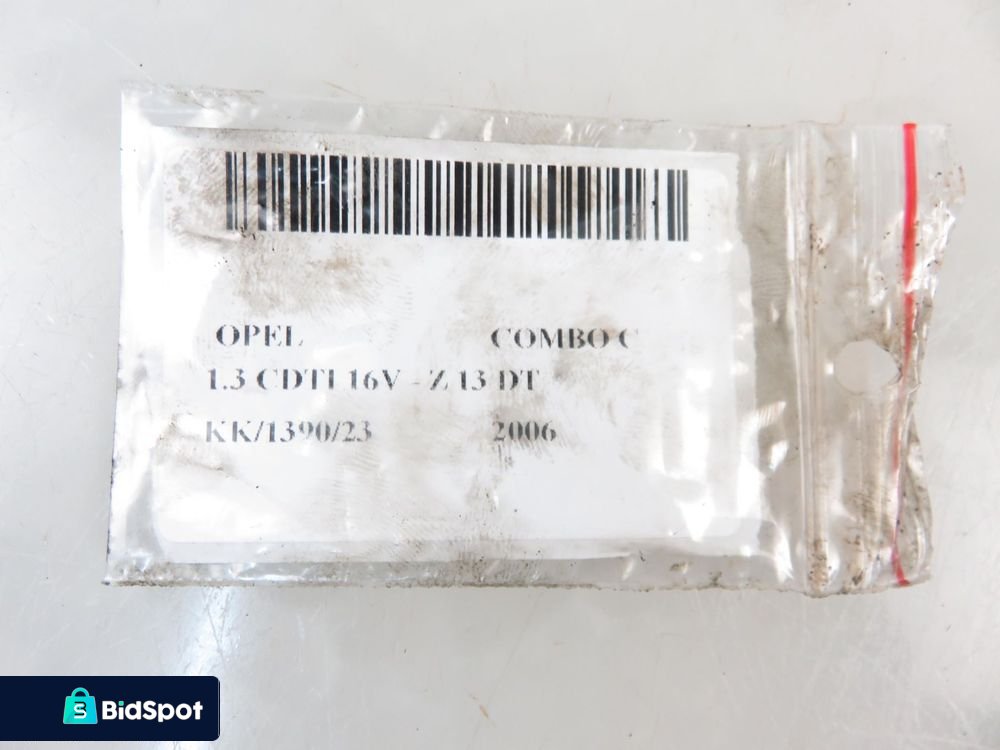 OPEL COMBO C
1.3 CDTI 16V - Z 13 DT
KK/1390/23 2006
BidSpot